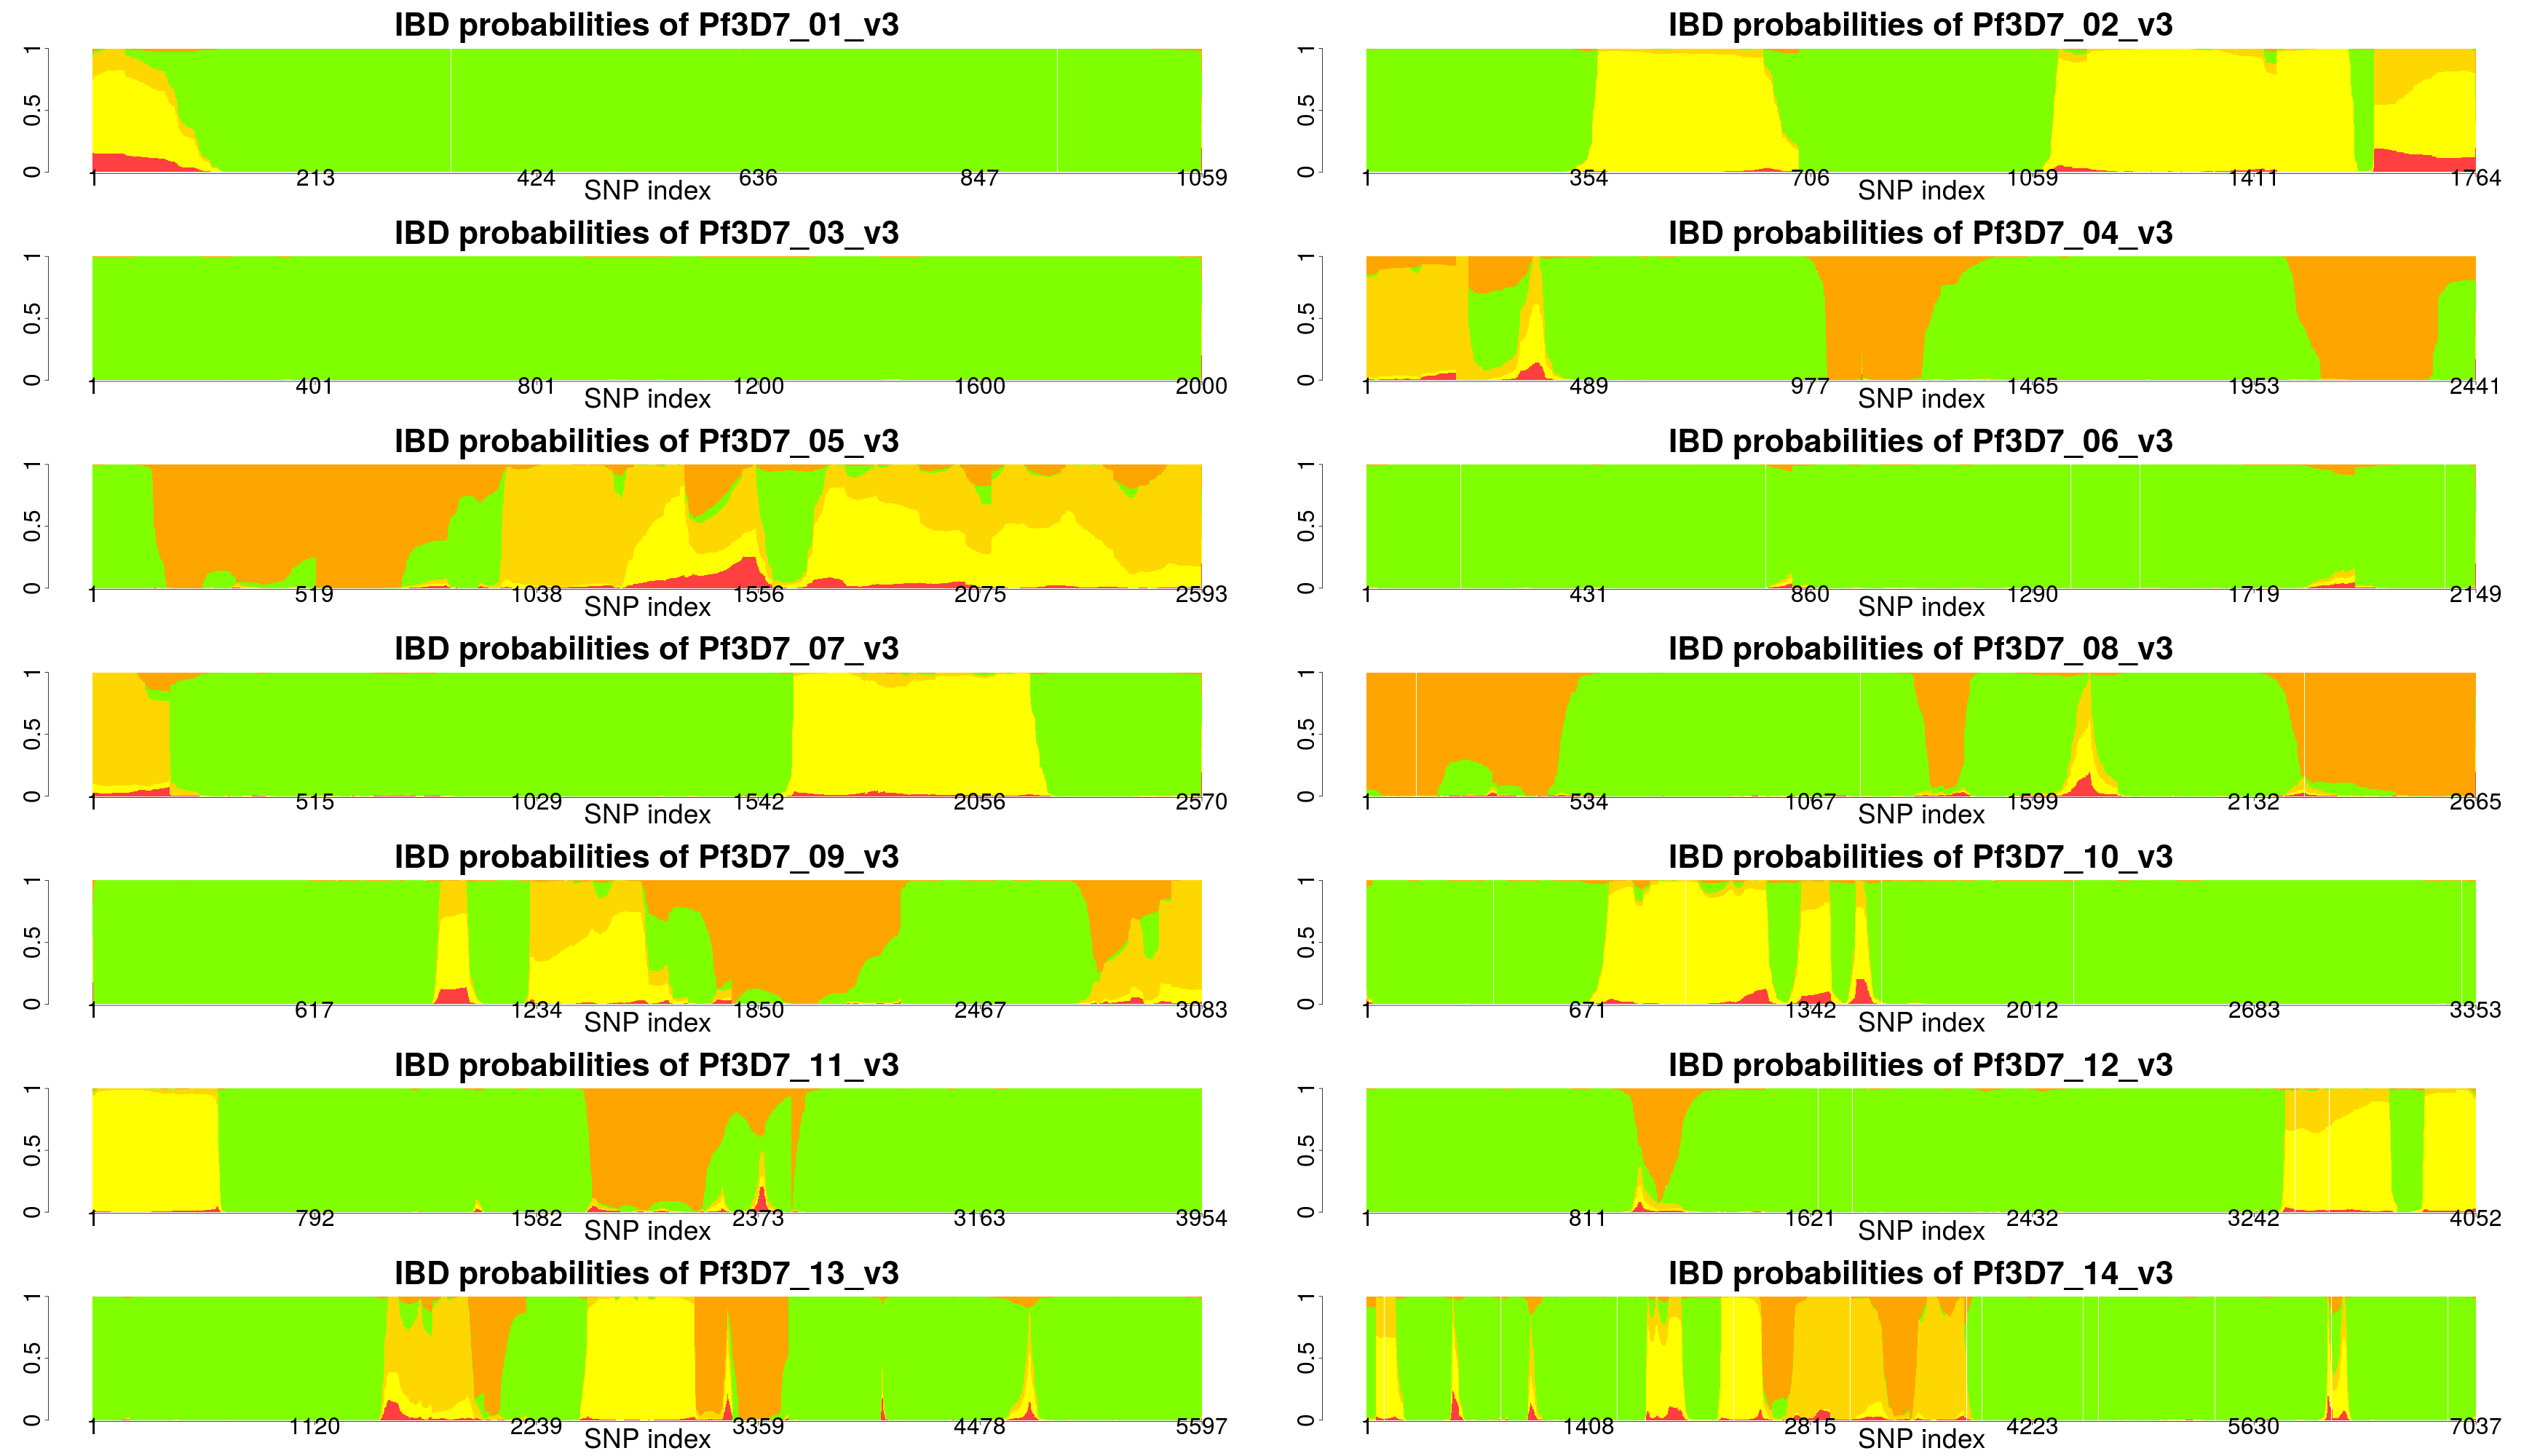 IBD probabilities of Pf3D7_01_v3
0 0.5 1
1 213 424 636 847 1059
SNP index
IBD probabilities of Pf3D7_02_v3
0 0.5 1
1 354 706 1059 1411 1764
SNP index
IBD probabilities of Pf3D7_03_v3
0 0.5 1
1 401 801 1200 1600 2000
SNP index
IBD probabilities of Pf3D7_04_v3
0 0.5 1
1 489 977 1465 1953 2441
SNP index
IBD probabilities of Pf3D7_05_v3
0 0.5 1
1 519 1038 1556 2075 2593
SNP index
IBD probabilities of Pf3D7_06_v3
0 0.5 1
1 431 860 1290 1719 2149
SNP index
IBD probabilities of Pf3D7_07_v3
0 0.5 1
1 515 1029 1542 2056 2570
SNP index
IBD probabilities of Pf3D7_08_v3
0 0.5 1
1 534 1067 1599 2132 2665
SNP index
IBD probabilities of Pf3D7_09_v3
0 0.5 1
1 617 1234 1850 2467 3083
SNP index
IBD probabilities of Pf3D7_10_v3
0 0.5 1
1 671 1342 2012 2683 3353
SNP index
IBD probabilities of Pf3D7_11_v3
0 0.5 1
1 792 1582 2373 3163 3954
SNP index
IBD probabilities of Pf3D7_12_v3
0 0.5 1
1 811 1621 2432 3242 4052
SNP index
IBD probabilities of Pf3D7_13_v3
0 0.5 1
1 1120 2239 3359 4478 5597
SNP index
IBD probabilities of Pf3D7_14_v3
0 0.5 1
1 1408 2815 4223 5630 7037
SNP index